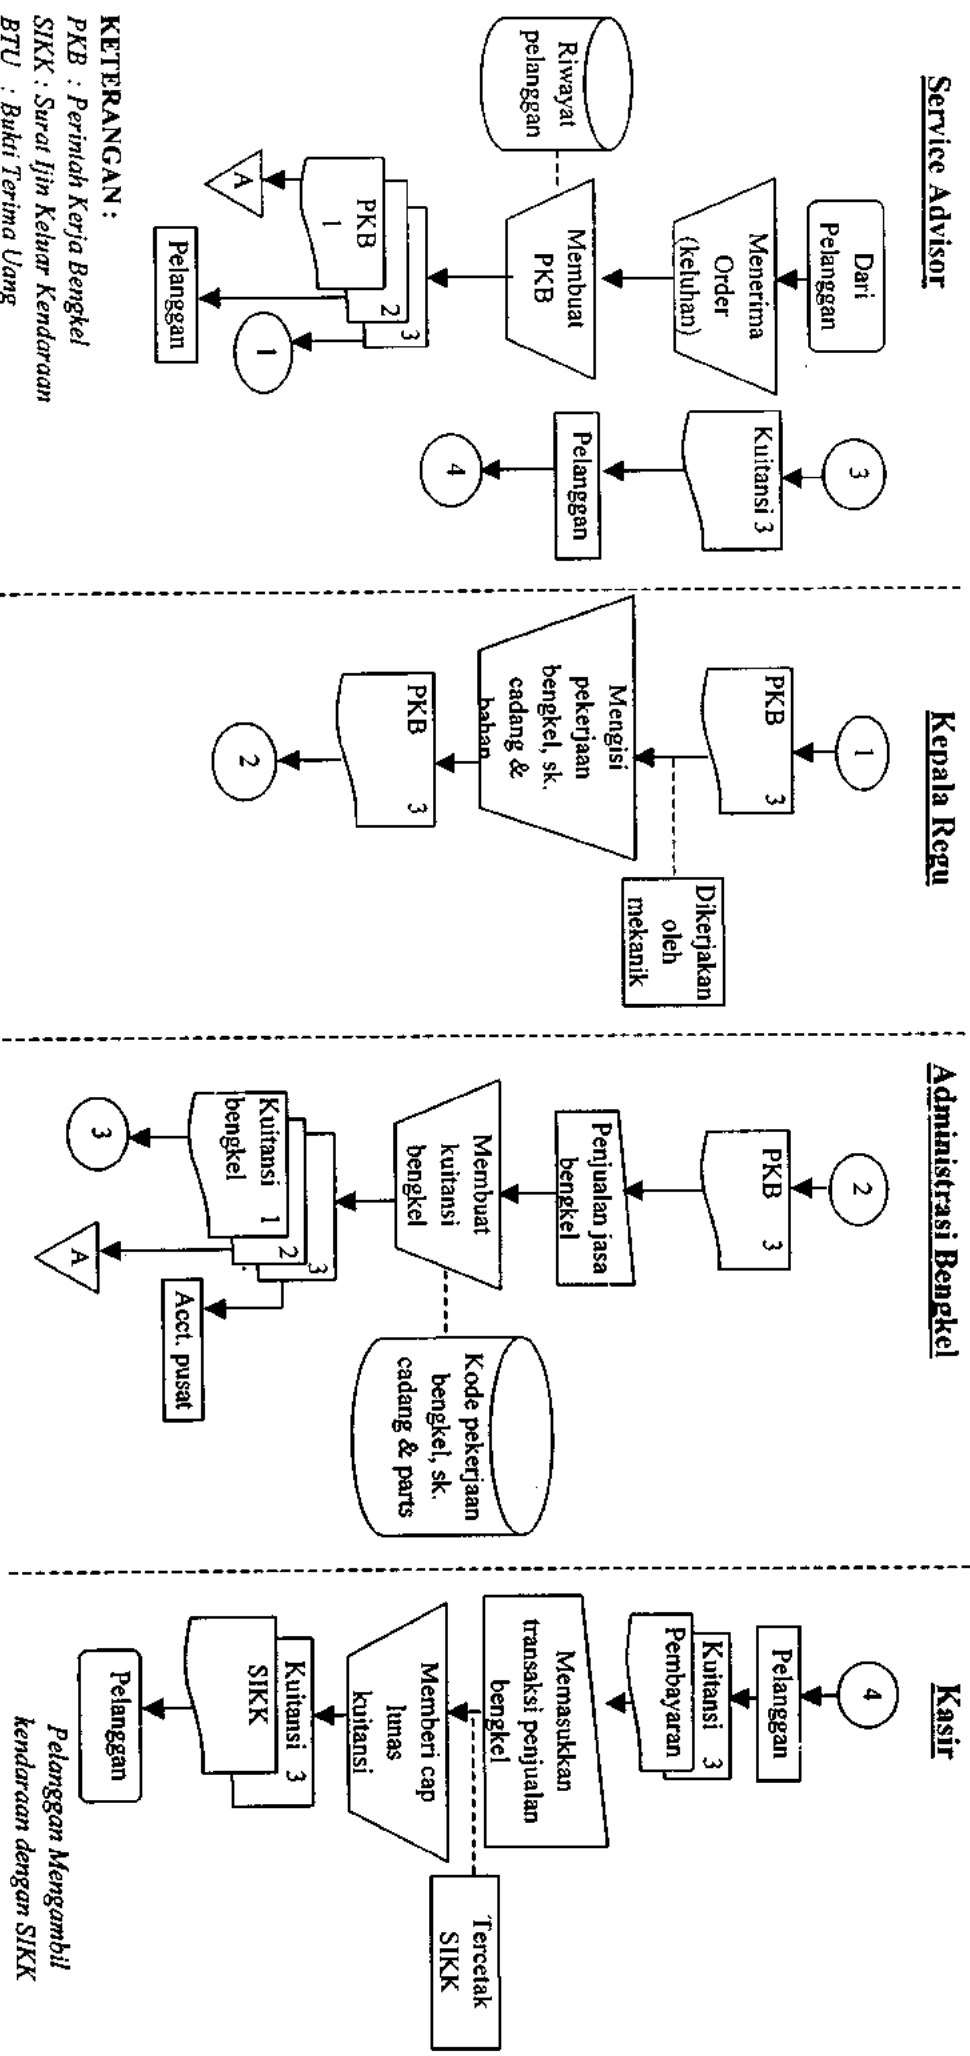 Service Advisor
Dari
Pelanggan
Menerima
Order
(keluhan)
Riwayat
pelanggan
Membuat
PKB
PKB
1
2
3
A
Pelanggan
1
3
Kuitansi 3
Pelanggan
4
KETERANGAN :
PKB : Perintah Kerja Bengkel
SIKK : Surat Ijin Keluar Kendaraan
BTU : Bukti Terima Uang
Kepala Regu
1
PKB
3
Dikerjakan
oleh
mekanik
Mengisi
pekerjaan
bengkel, sk.
cadang &
bahan
PKB
3
2
Administrasi Bengkel
2
PKB
3
Penjualan jasa
bengkel
Membuat
kuitansi
bengkel
Kode pekerjaan
bengkel, sk.
cadang & parts
Kuitansi
bengkel 1
2
3
3
A
Acct. pusat
Kasir
4
Pelanggan
Kuitansi 3
Pembayaran
Memasukkan
transaksi penjualan
bengkel
Tercetak
SIKK
Memberi cap
lunas
kuitansi
Kuitansi 3
SIKK
Pelanggan
Pelanggan Mengambil
kendaraan dengan SIKK